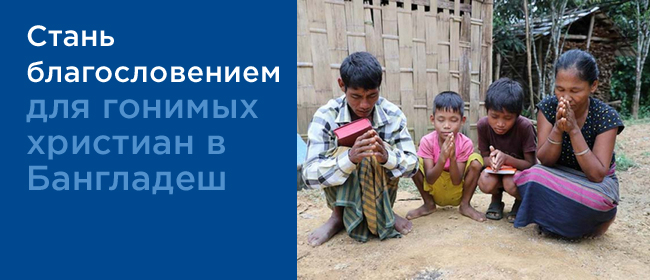 Стань
благословением
для гонимых
христиан в
Бангладеш